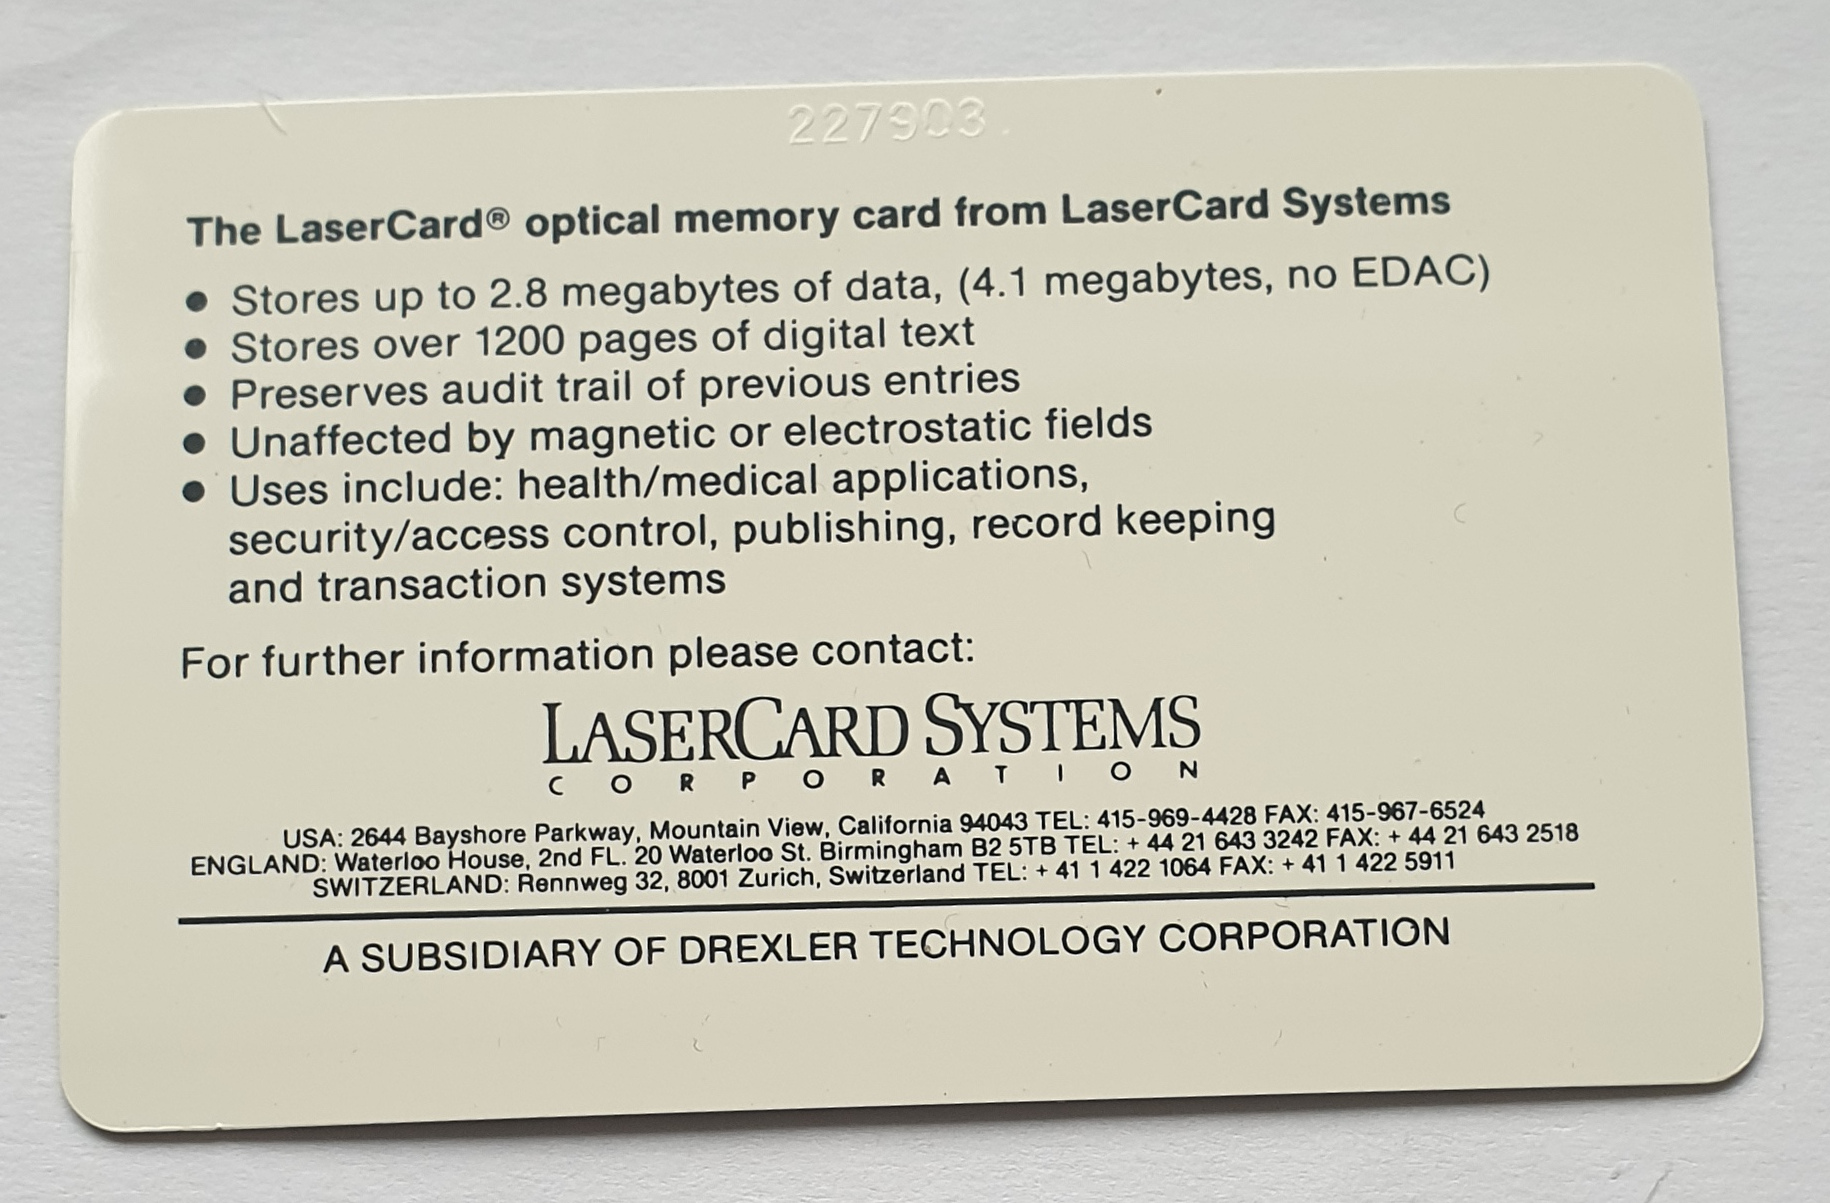 227903.
The LaserCard® optical memory card from LaserCard Systems
● Stores up to 2.8 megabytes of data, (4.1 megabytes, no EDAC)
● Stores over 1200 pages of digital text
● Preserves audit trail of previous entries
● Unaffected by magnetic or electrostatic fields
● Uses include: health/medical applications,
security/access control, publishing, record keeping
and transaction systems
For further information please contact:
LASERCARD SYSTEMS
CORPORATION
USA: 2644 Bayshore Parkway, Mountain View, California 94043 TEL: 415-969-4428 FAX: 415-967-6524
ENGLAND: Waterloo House, 2nd FL. 20 Waterloo St. Birmingham B2 5TB TEL: + 44 21 643 3242 FAX: + 44 21 643 2518
SWITZERLAND: Rennweg 32, 8001 Zurich, Switzerland TEL: + 41 1 422 1064 FAX: + 41 1 422 5911
A SUBSIDIARY OF DREXLER TECHNOLOGY CORPORATION